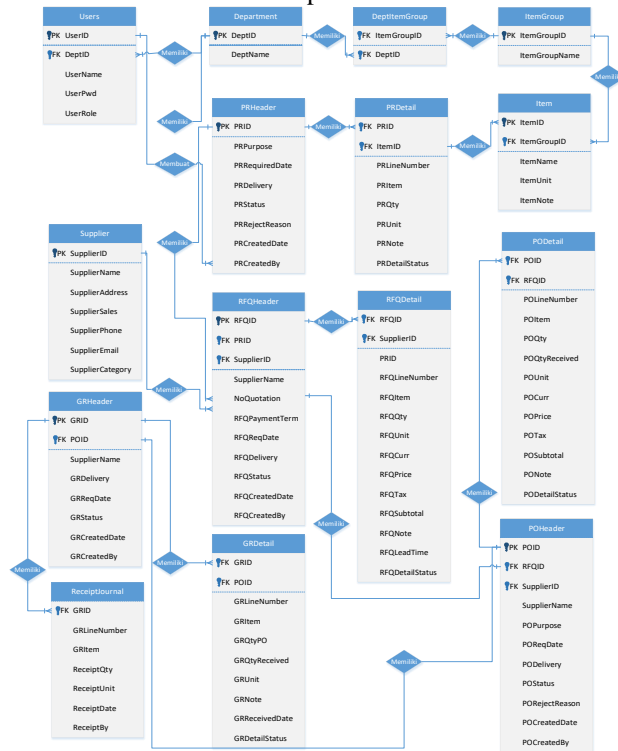 Users
PK UserID
FK DeptID
UserName
UserPwd
UserRole
Memiliki
Department
PK DeptID
DeptName
Memiliki
DeptItemGroup
FK ItemGroupID
FK DeptID
Memiliki
ItemGroup
PK ItemGroupID
ItemGroupName
Memiliki
Memiliki
Membuat
PRHeader
PK PRID
PRPurpose
PRRequiredDate
PRDelivery
PRStatus
PRRejectReason
PRCreatedDate
PRCreatedBy
Memiliki
PRDetail
FK PRID
FK ItemID
PRLineNumber
PRItem
PRQty
PRUnit
PRNote
PRDetailStatus
Memiliki
Item
PK ItemID
FK ItemGroupID
ItemName
ItemUnit
ItemNote
Supplier
PK SupplierID
SupplierName
SupplierAddress
SupplierSales
SupplierPhone
SupplierEmail
SupplierCategory
Memiliki
Memiliki
RFQHeader
PK RFQID
FK PRID
FK SupplierID
SupplierName
NoQuotation
RFQPaymentTerm
RFQReqDate
RFQDelivery
RFQStatus
RFQCreatedDate
RFQCreatedBy
Memiliki
RFQDetail
FK RFQID
FK SupplierID
PRID
RFQLineNumber
RFQItem
RFQQty
RFQUnit
RFQCurr
RFQPrice
RFQTax
RFQSubtotal
RFQNote
RFQLeadTime
RFQDetailStatus
Memiliki
PODetail
FK POID
FK RFQID
POLineNumber
POItem
POQty
POQtyReceived
POUnit
POCurr
POPrice
POTax
POSubtotal
PONote
PODetailStatus
Memiliki
GRHeader
PK GRID
FK POID
SupplierName
GRDelivery
GRReqDate
GRStatus
GRCreatedDate
GRCreatedBy
Memiliki
Memiliki
GRDetail
FK GRID
FK POID
GRLineNumber
GRItem
GRQtyPO
GRQtyReceived
GRUnit
GRNote
GRReceivedDate
GRDetailStatus
ReceiptJournal
FK GRID
GRLineNumber
GRItem
ReceiptQty
ReceiptUnit
ReceiptDate
ReceiptBy
Memiliki
POHeader
PK POID
FK RFQID
FK SupplierID
SupplierName
POPurpose
POReqDate
PODelivery
POStatus
PORejectReason
POCreatedDate
POCreatedBy